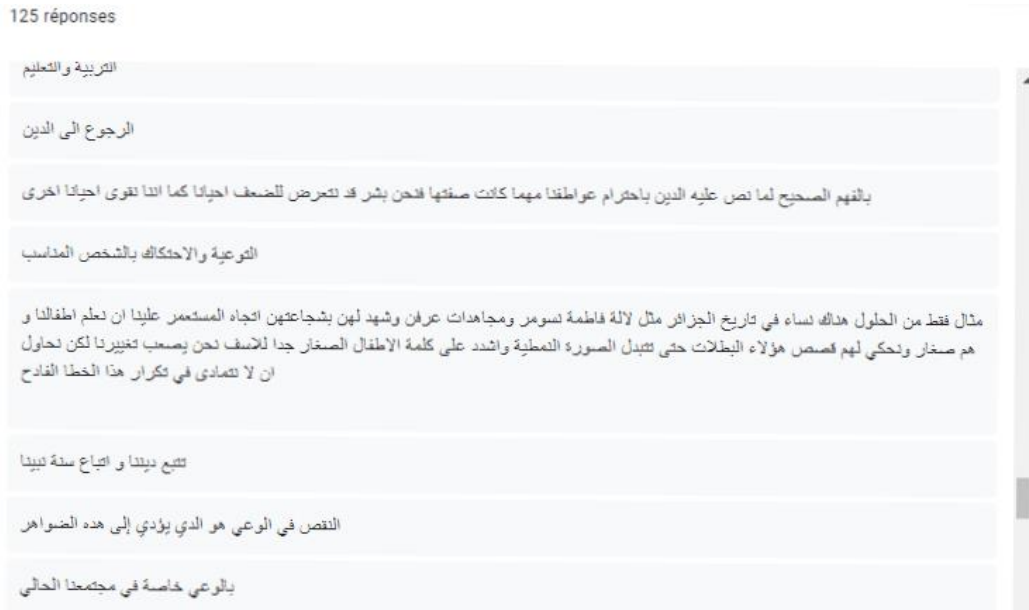 125 réponses
التربية والتعليم
الرجوع الى الدين
بالفهم الصحيح لما نص عليه الدين باحترام عواطفنا مهما كانت صفتها فنحن بشر قد نتعرض للضعف احيانا كما اننا نقوى احيانا اخرى
التوعية والاحتكاك بالشخص المناسب
مثال فقط من الحلول هناك نساء في تاريخ الجزائر مثل لالة فاطمة نسومر ومجاهدات عرفن وشهد لهن بشجاعتهن اتجاه المستعمر علينا ان نعلم اطفالنا و
هم صغار ونحكي لهم قصص هؤلاء البطلات حتى تتبدل الصورة النمطية واشدد على كلمة الاطفال الصغار جدا للاسف نحن يصعب تغييرنا لكن نحاول
ان لا نتمادى في تكرار هذا الخطا الفادح
نتبع ديننا و اتباع سنة نبينا
النقص في الوعي هو الدي يؤدي إلى هده الضواهر
بالوعي خاصة في مجتمعنا الحالي